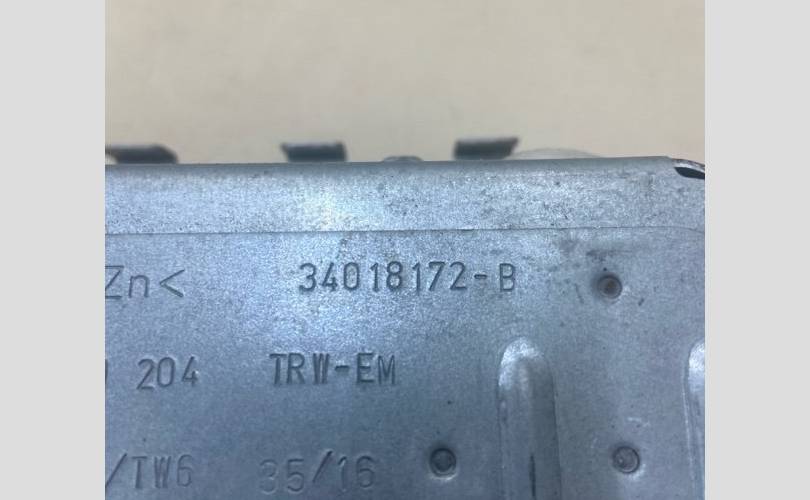 Zn< 34018172-B
204 TRW-EM
/TW6 35/16